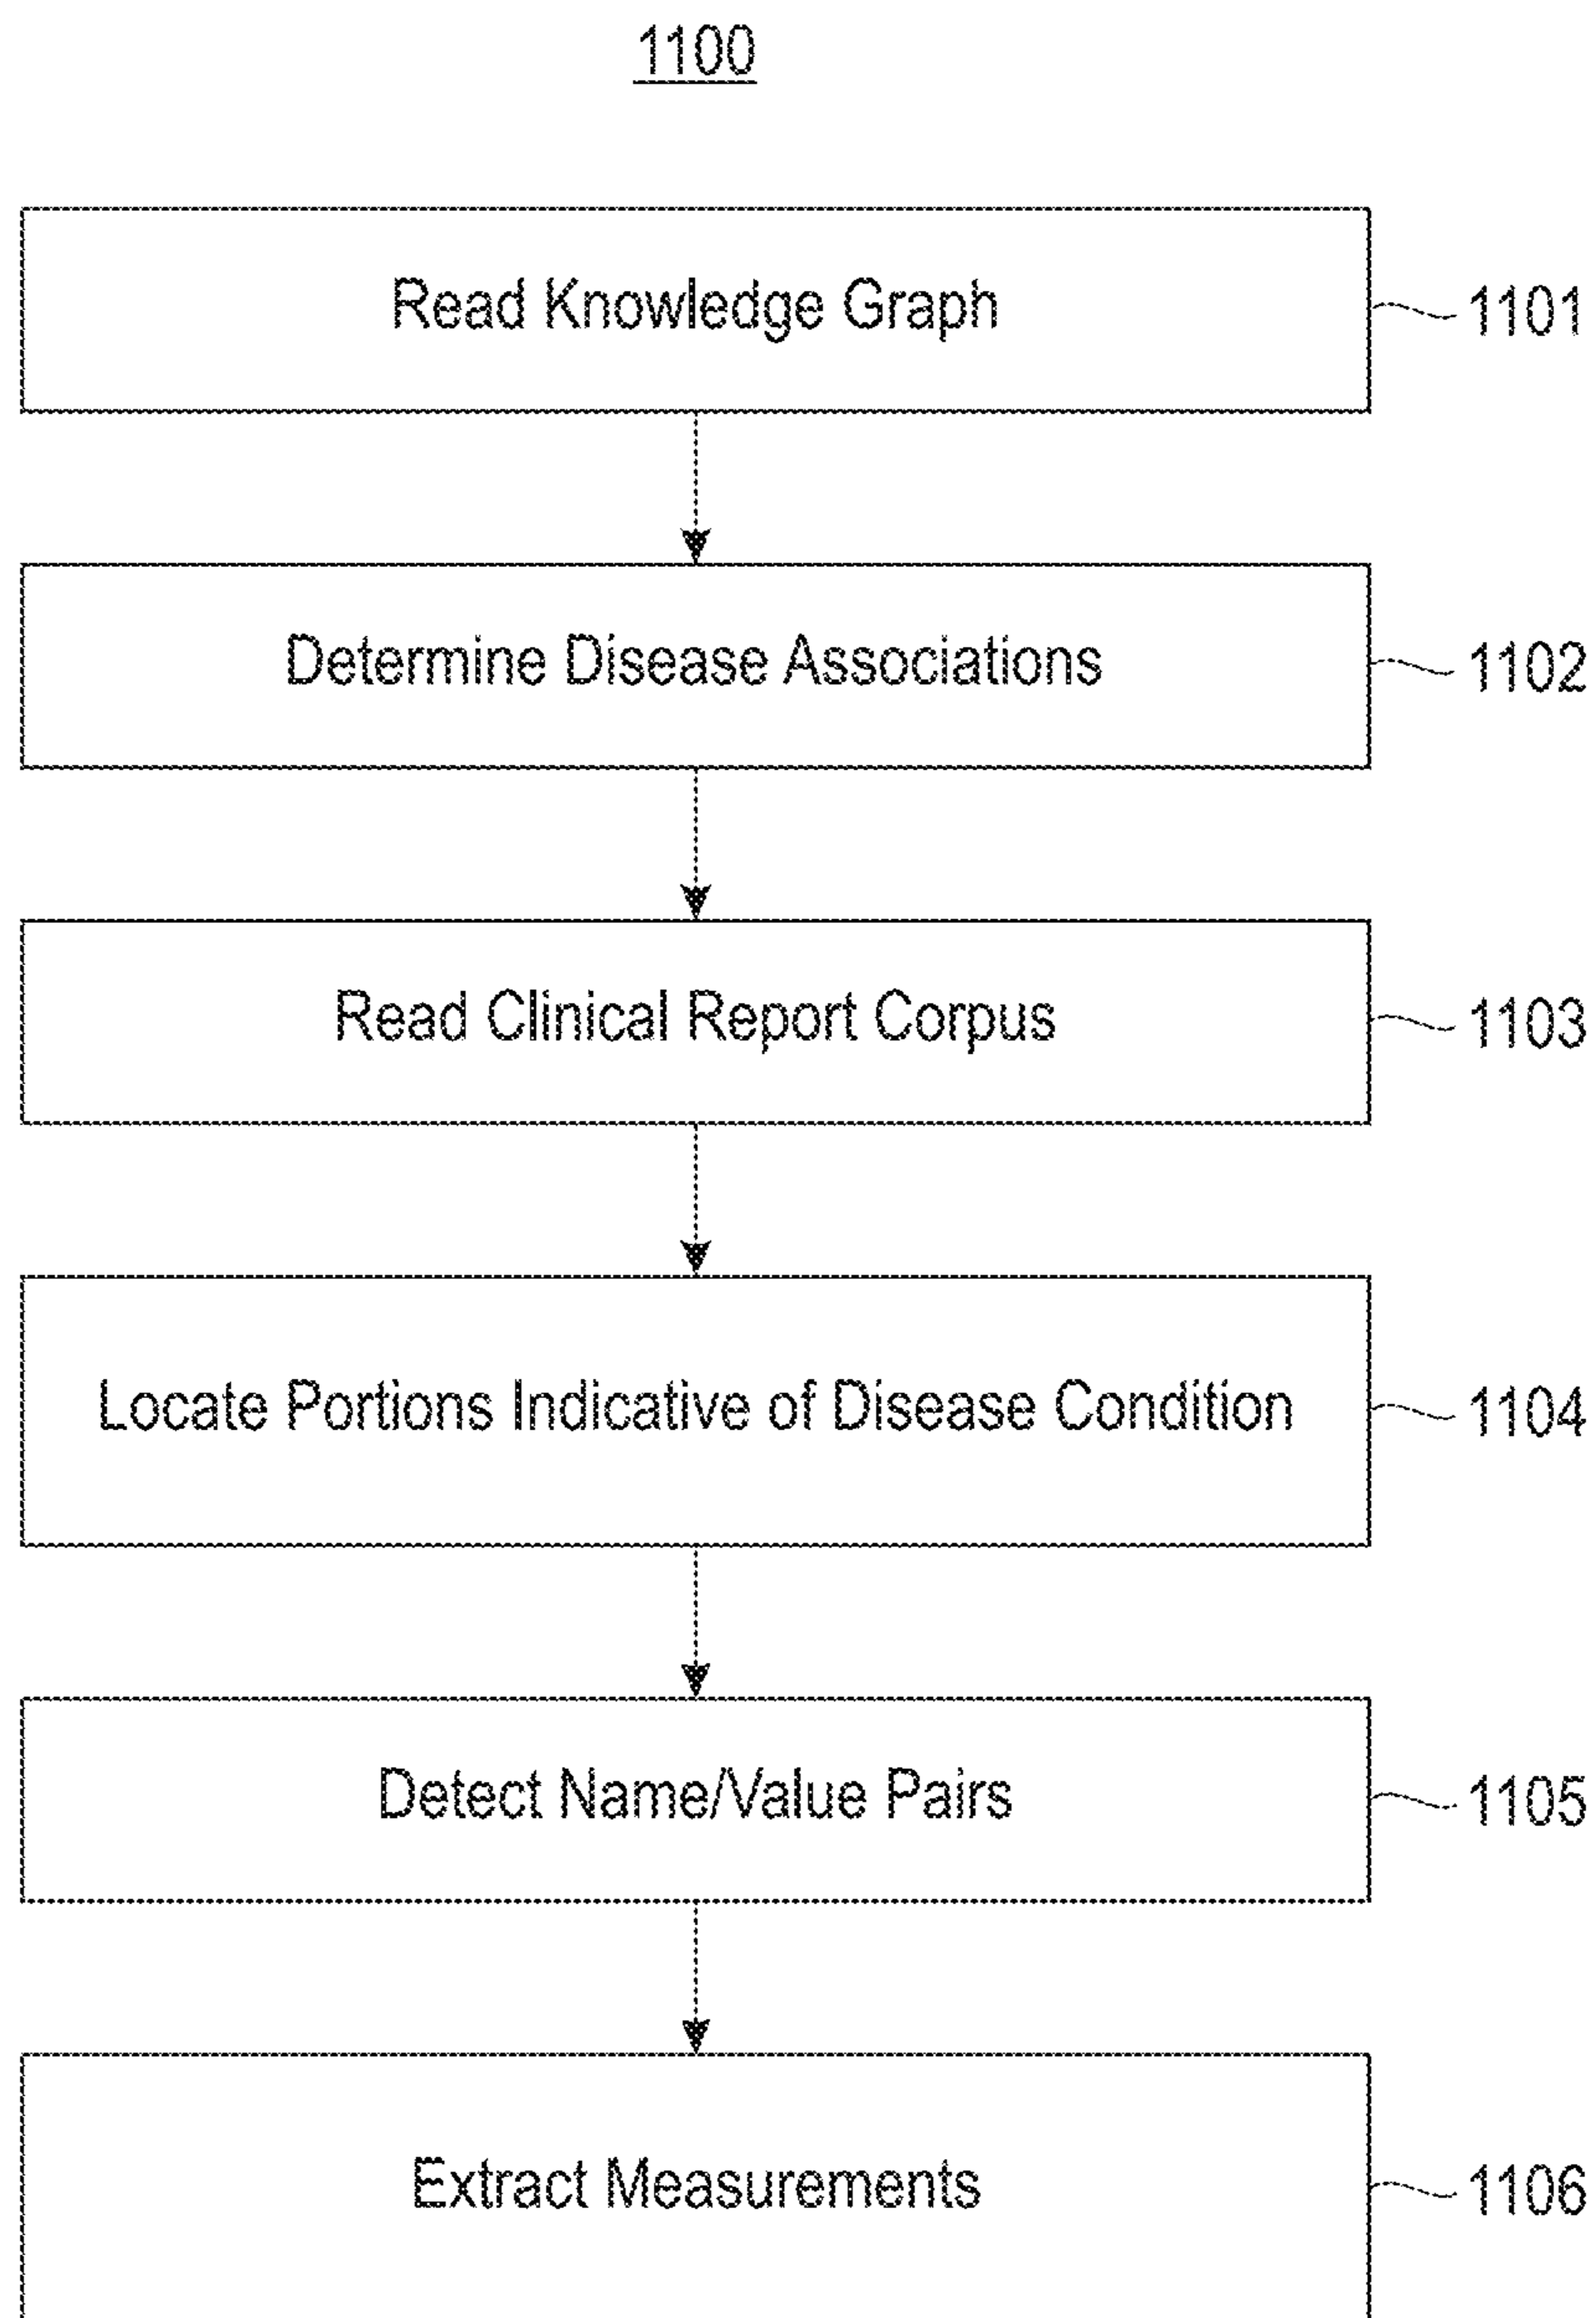 1100
Read Knowledge Graph
1101
Determine Disease Associations
1102
Read Clinical Report Corpus
1103
Locate Portions Indicative of Disease Condition
1104
Detect Name/Value Pairs
1105
Extract Measurements
1106